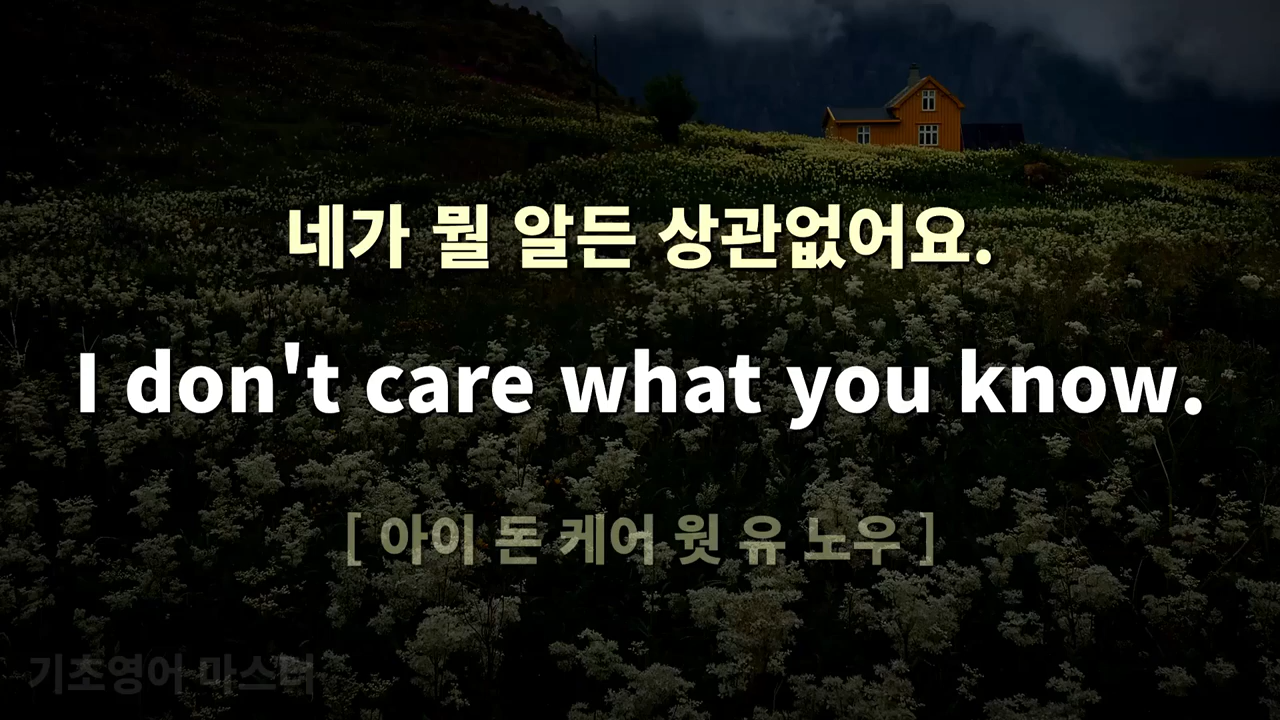 네가 뭘 알든 상관없어요.
I don't care what you know.
[ 아이 돈 케어 윗 유 노우 ]
기초영어 마스터